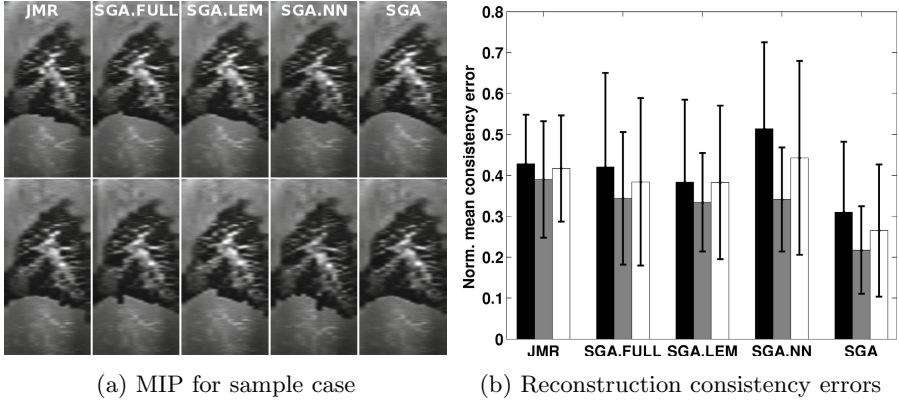 JMR SGA.FULL SGA.LEM SGA.NN SGA
Norm. mean consistency error
0.8
0.7
0.6
0.5
0.4
0.3
0.2
0.1
0
JMR SGA.FULL SGA.LEM SGA.NN SGA
(a) MIP for sample case
(b) Reconstruction consistency errors